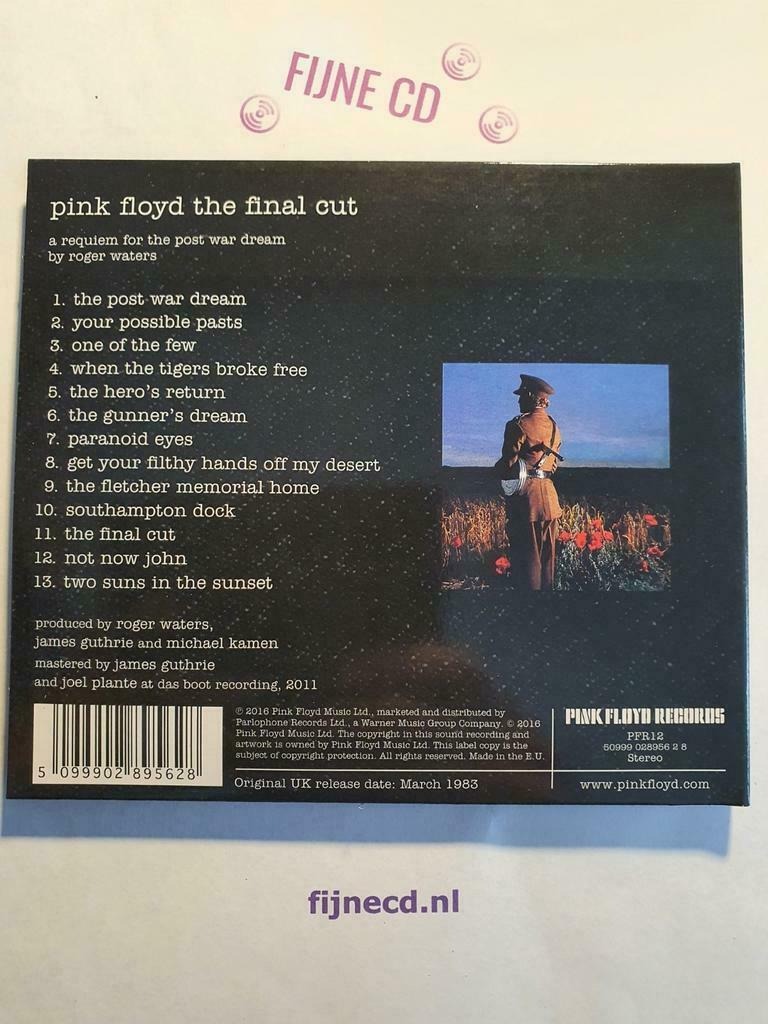 FIJNE CD
pink floyd the final cut
a requiem for the post war dream
by roger waters
1. the post war dream
2. your possible pasts
3. one of the few
4. when the tigers broke free
5. the hero's return
6. the gunner's dream
7. paranoid eyes
8. get your filthy hands off my desert
9. the fletcher memorial home
10. southampton dock
11. the final cut
12. not now john
13. two suns in the sunset
produced by roger waters,
james guthrie and michael kamen
mastered by james guthrie
and joel plante at das boot recording, 2011
5 099902 895628
℗ 2016 Pink Floyd Music Ltd., marketed and distributed by
Parlophone Records Ltd., a Warner Music Group Company. © 2016
Pink Floyd Music Ltd. The copyright in this sound recording and
artwork is owned by Pink Floyd Music Ltd. This label copy is the
subject of copyright protection. All rights reserved. Made in the E.U.
Original UK release date: March 1983
PINK FLOYD RECORDS
PFR12
50999 028956 2 8
Stereo
www.pinkfloyd.com
fijnecd.nl